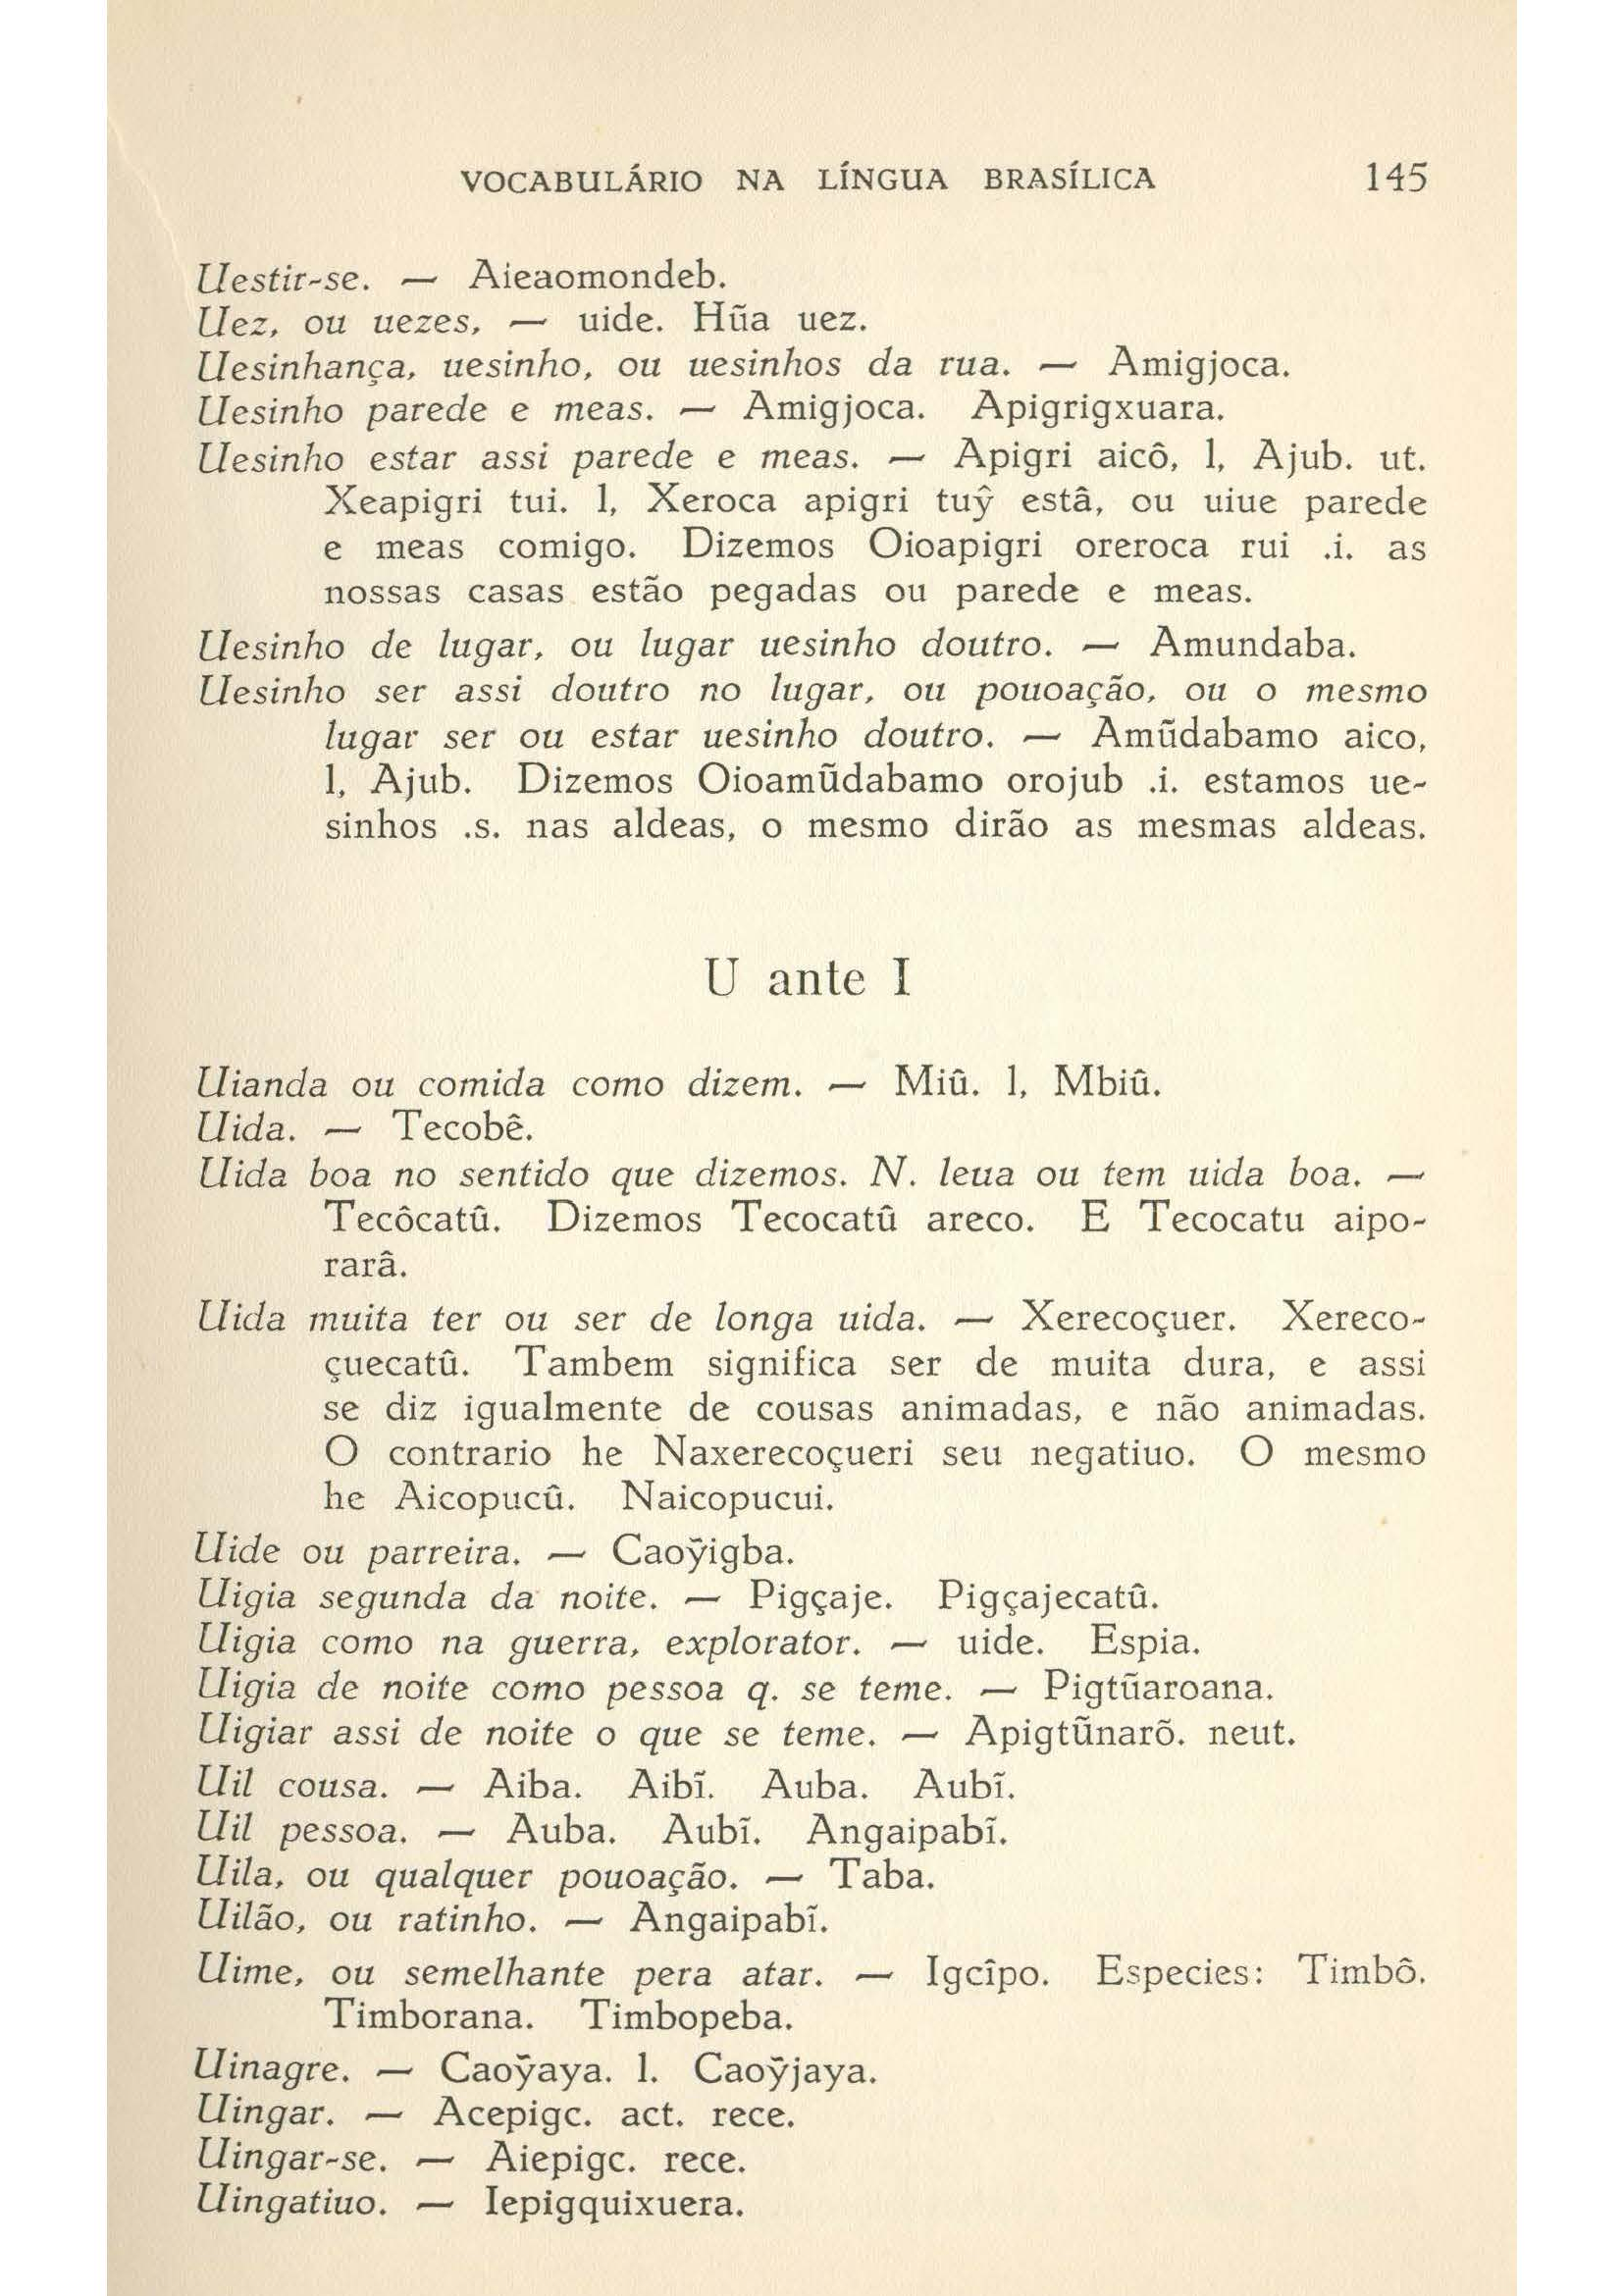 VOCABULÁRIO NA LÍNGUA BRASÍLICA 145
Uestir-se. — Aieaomondeb.
Uez, ou uezes, — uide. Hũa uez.
Uesinhança, uesinho, ou uesinhos da rua. — Amigjoca.
Uesinho parede e meas. — Amigjoca. Apigrigxuara.
Uesinho estar assi parede e meas. — Apigri aicô, l, Ajub. ut.
Xeapigri tui. l, Xeroca apigri tuŷ estâ, ou uiue parede
e meas comigo. Dizemos Oioapigri oreroca rui .i. as
nossas casas estão pegadas ou parede e meas.
Uesinho de lugar, ou lugar uesinho doutro. — Amundaba.
Uesinho ser assi doutro no lugar, ou pouoação, ou o mesmo
lugar ser ou estar uesinho doutro. — Amũdabamo aico,
l, Ajub. Dizemos Oioamũdabamo orojub .i. estamos ue-
sinhos .s. nas aldeas, o mesmo dirão as mesmas aldeas.
U ante I
Uianda ou comida como dizem. — Miû. l, Mbiû.
Uida. — Tecobê.
Uida boa no sentido que dizemos. N. leua ou tem uida boa. —
Tecôcatû. Dizemos Tecocatû areco. E Tecocatu aipo-
rarâ.
Uida muita ter ou ser de longa uida. — Xerecoçuer. Xereco-
çuecatû. Tambem significa ser de muita dura, e assi
se diz igualmente de cousas animadas, e não animadas.
O contrario he Naxerecoçueri seu negatiuo. O mesmo
he Aicopucû. Naicopucui.
Uide ou parreira. — Caoỹigba.
Uigia segunda da noite. — Pigçaje. Pigçajecatû.
Uigia como na guerra, explorator. — uide. Espia.
Uigia de noite como pessoa q. se teme. — Pigtũaroana.
Uigiar assi de noite o que se teme. — Apigtũnarõ. neut.
Uil cousa. — Aiba. Aibĩ. Auba. Aubĩ.
Uil pessoa. — Auba. Aubĩ. Angaipabĩ.
Uila, ou qualquer pouoação. — Taba.
Uilão, ou ratinho. — Angaipabĩ.
Uime, ou semelhante pera atar. — Igcîpo. Especies: Timbô.
Timborana. Timbopeba.
Uinagre. — Caoỹaya. l. Caoỹjaya.
Uingar. — Acepigc. act. rece.
Uingar-se. — Aiepigc. rece.
Uingatiuo. — Iepigquixuera.